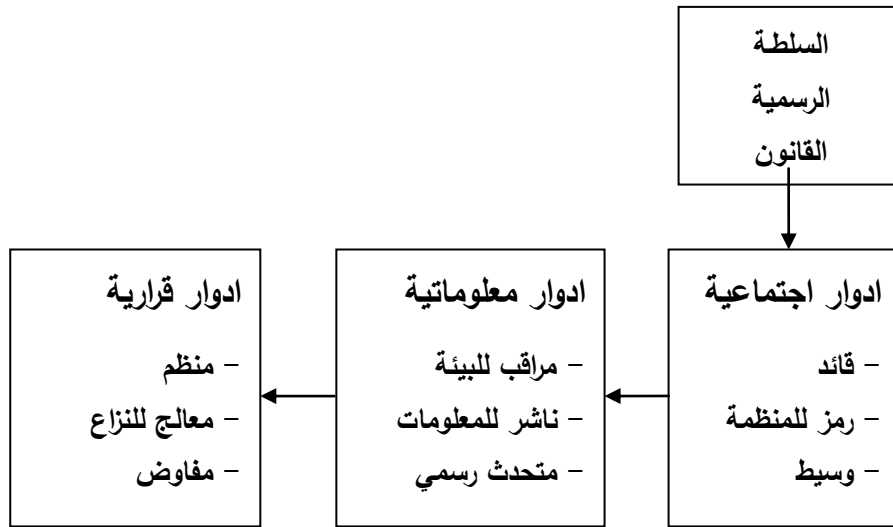 السلطة
الرسمية
القانون
ادوار اجتماعية
– قائد
– رمز للمنظمة
– وسيط
ادوار معلوماتية
– مراقب للبيئة
– ناشر للمعلومات
– متحدث رسمي
ادوار قرارية
– منظم
– معالج للنزاع
– مفاوض